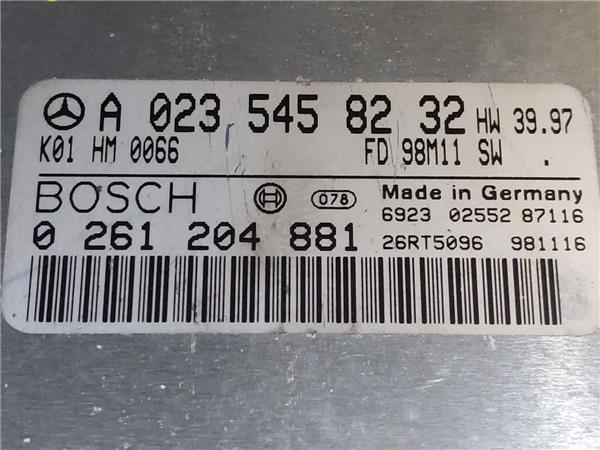 A 023 545 82 32 HW 39.97
K01 HM 0066 FD 98M11 SW .
BOSCH 078 Made in Germany
6923 02552 87116
0 261 204 881 26RT5096 981116